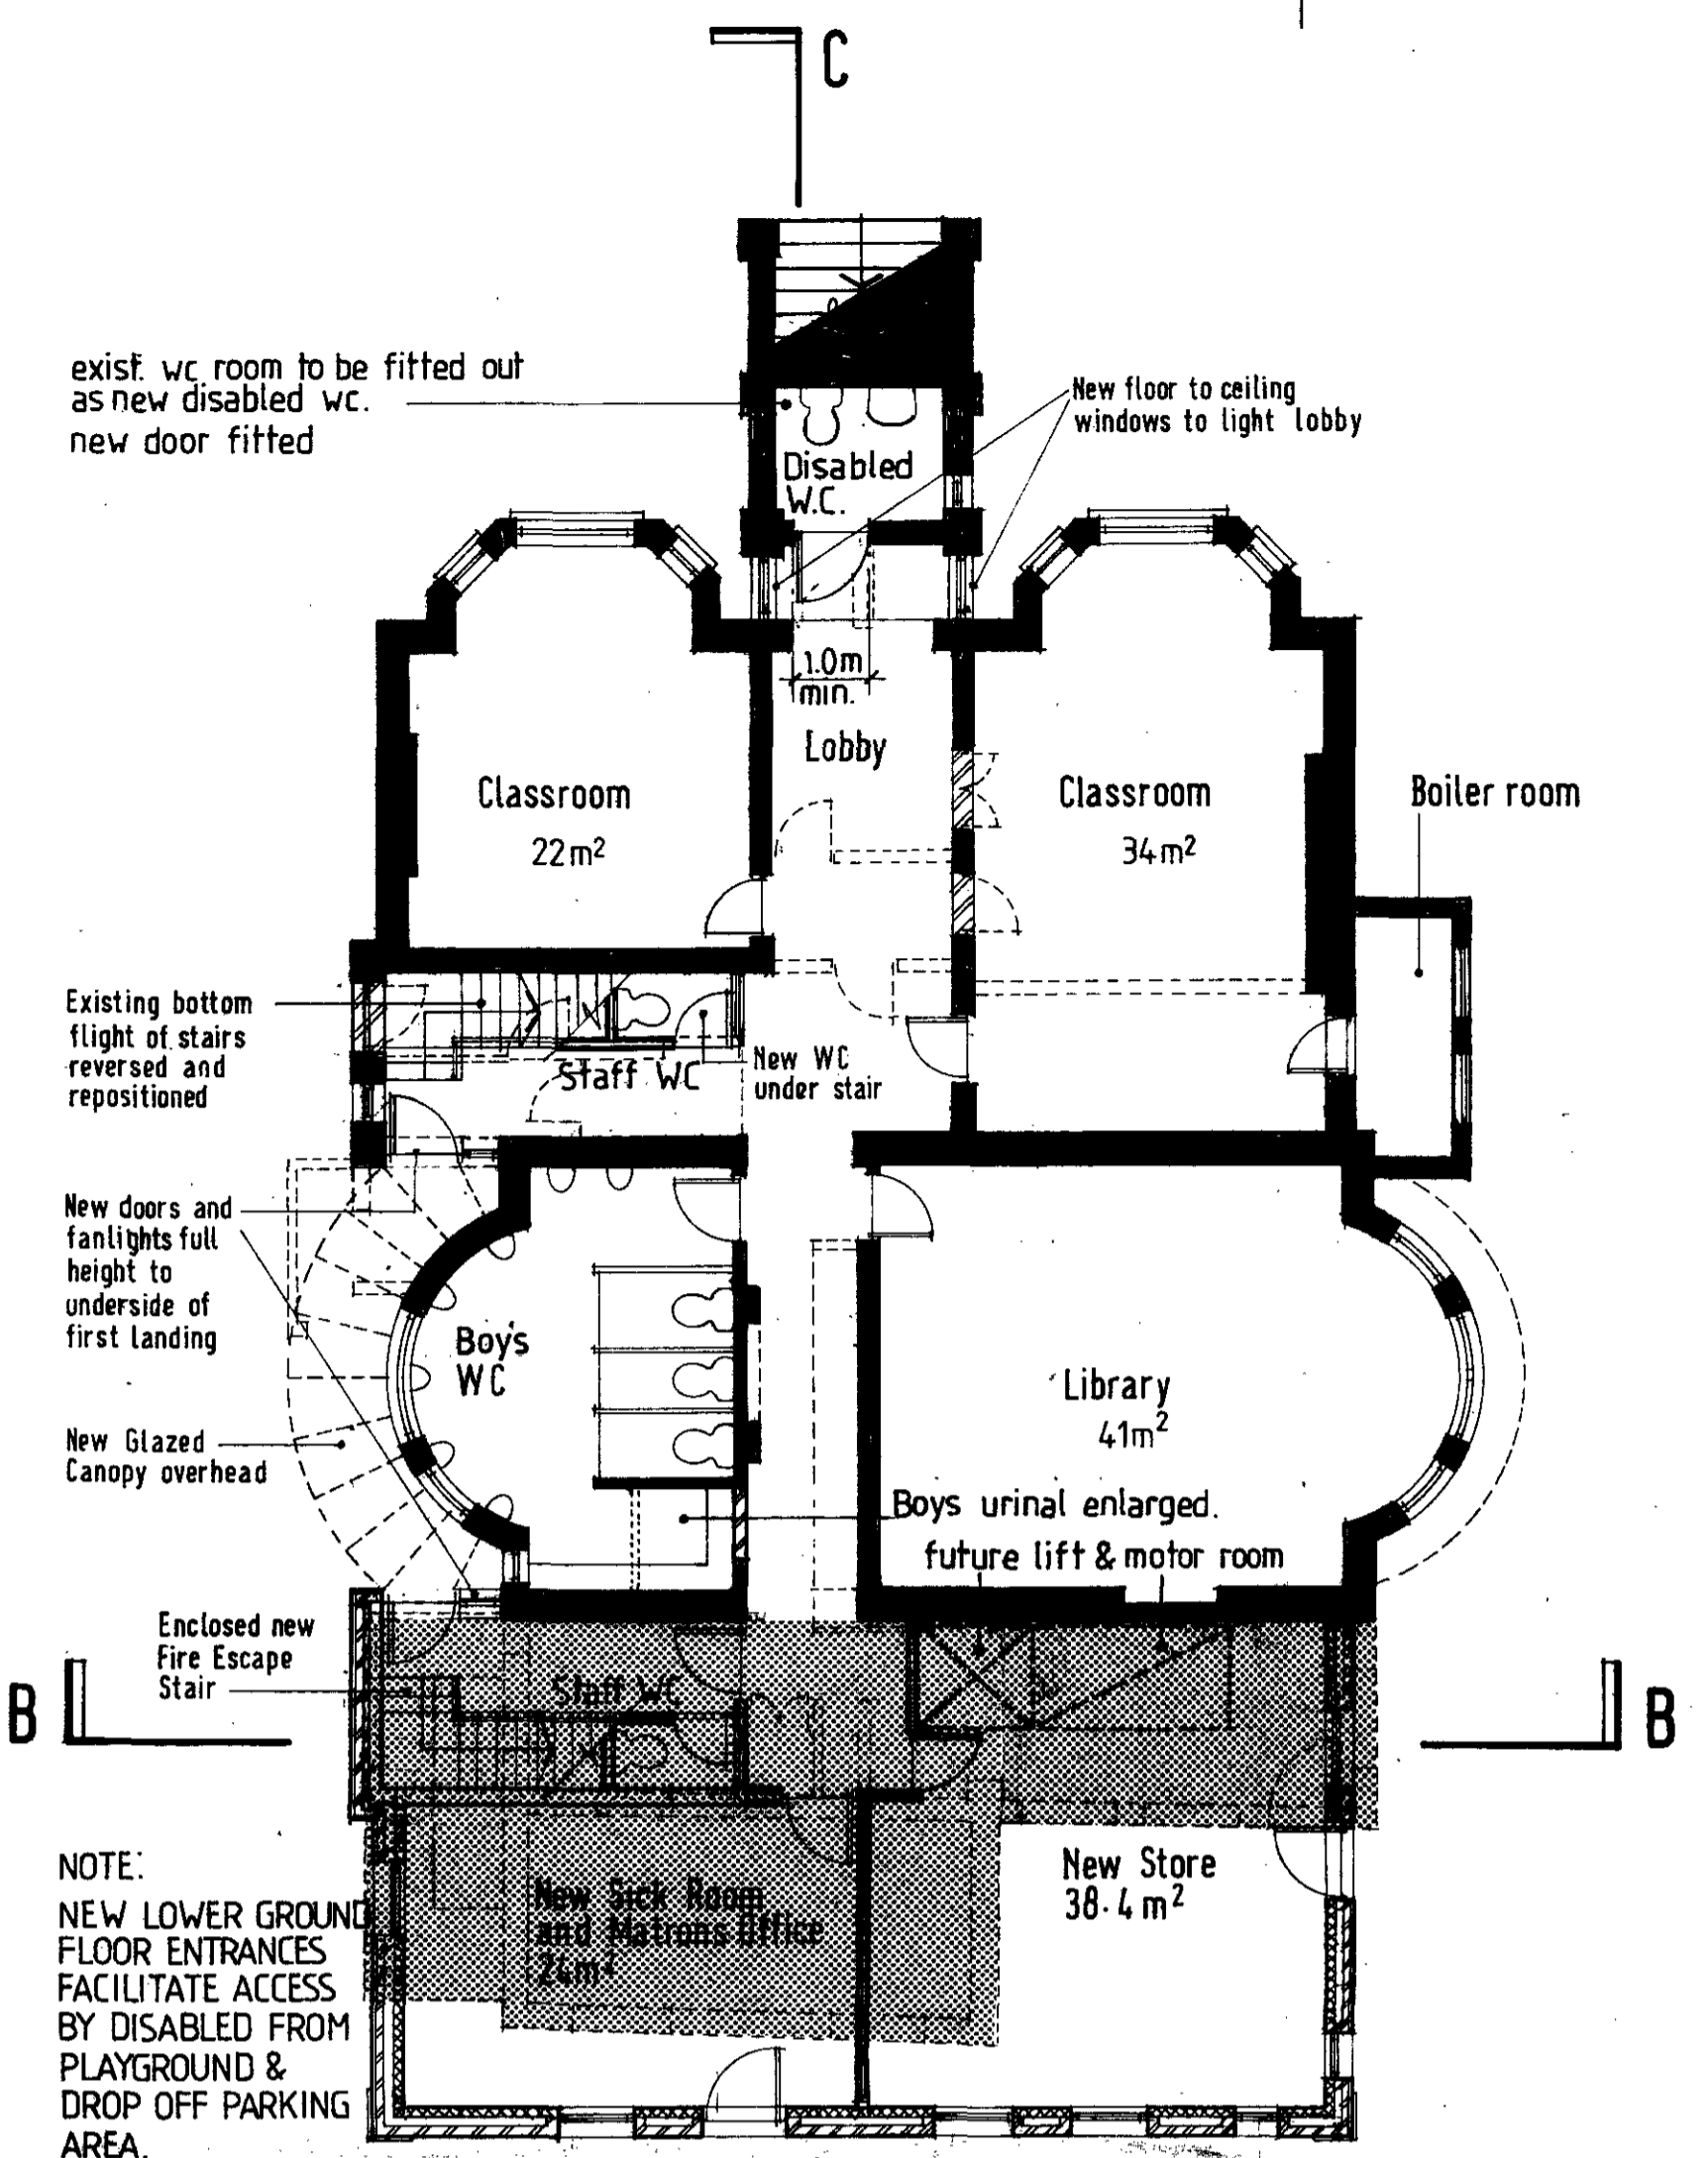 C
exist. wc room to be fitted out
as new disabled wc.
new door fitted
New floor to ceiling
windows to light lobby
Disabled
W.C.
1.0m
min.
Lobby
Classroom
22m²
Classroom
34m²
Boiler room
Existing bottom
flight of stairs
reversed and
repositioned
Staff WC
New WC
under stair
New doors and
fanlights full
height to
underside of
first landing
Boy's
WC
Library
41m²
New Glazed
Canopy overhead
Boys urinal enlarged.
future lift & motor room
Enclosed new
Fire Escape
Stair
Staff WC
B
B
New Store
38.4m²
New Sick Room
and Matrons Office
24m²
NOTE:
NEW LOWER GROUND
FLOOR ENTRANCES
FACILITATE ACCESS
BY DISABLED FROM
PLAYGROUND &
DROP OFF PARKING
AREA.